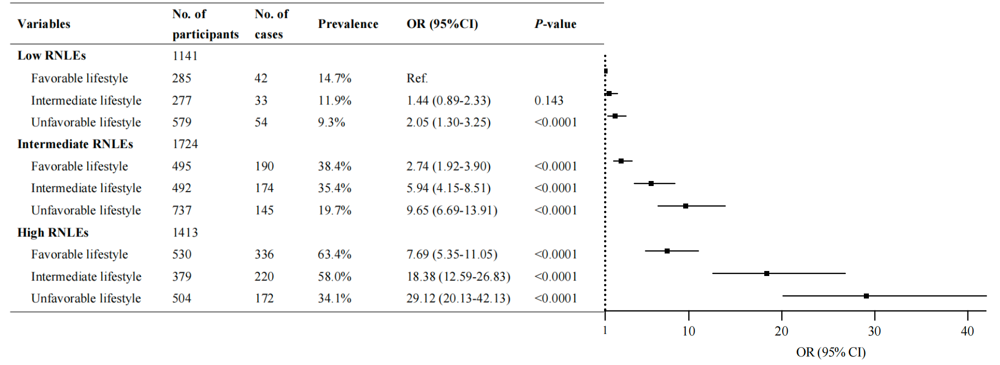 Variables No. of participants No. of cases Prevalence OR (95%CI) P-value
Low RNLEs 1141
Favorable lifestyle 285 42 14.7% Ref.
Intermediate lifestyle 277 33 11.9% 1.44 (0.89-2.33) 0.143
Unfavorable lifestyle 579 54 9.3% 2.05 (1.30-3.25) <0.0001
Intermediate RNLEs 1724
Favorable lifestyle 495 190 38.4% 2.74 (1.92-3.90) <0.0001
Intermediate lifestyle 492 174 35.4% 5.94 (4.15-8.51) <0.0001
Unfavorable lifestyle 737 145 19.7% 9.65 (6.69-13.91) <0.0001
High RNLEs 1413
Favorable lifestyle 530 336 63.4% 7.69 (5.35-11.05) <0.0001
Intermediate lifestyle 379 220 58.0% 18.38 (12.59-26.83) <0.0001
Unfavorable lifestyle 504 172 34.1% 29.12 (20.13-42.13) <0.0001
1 10 20 30 40
OR (95% CI)